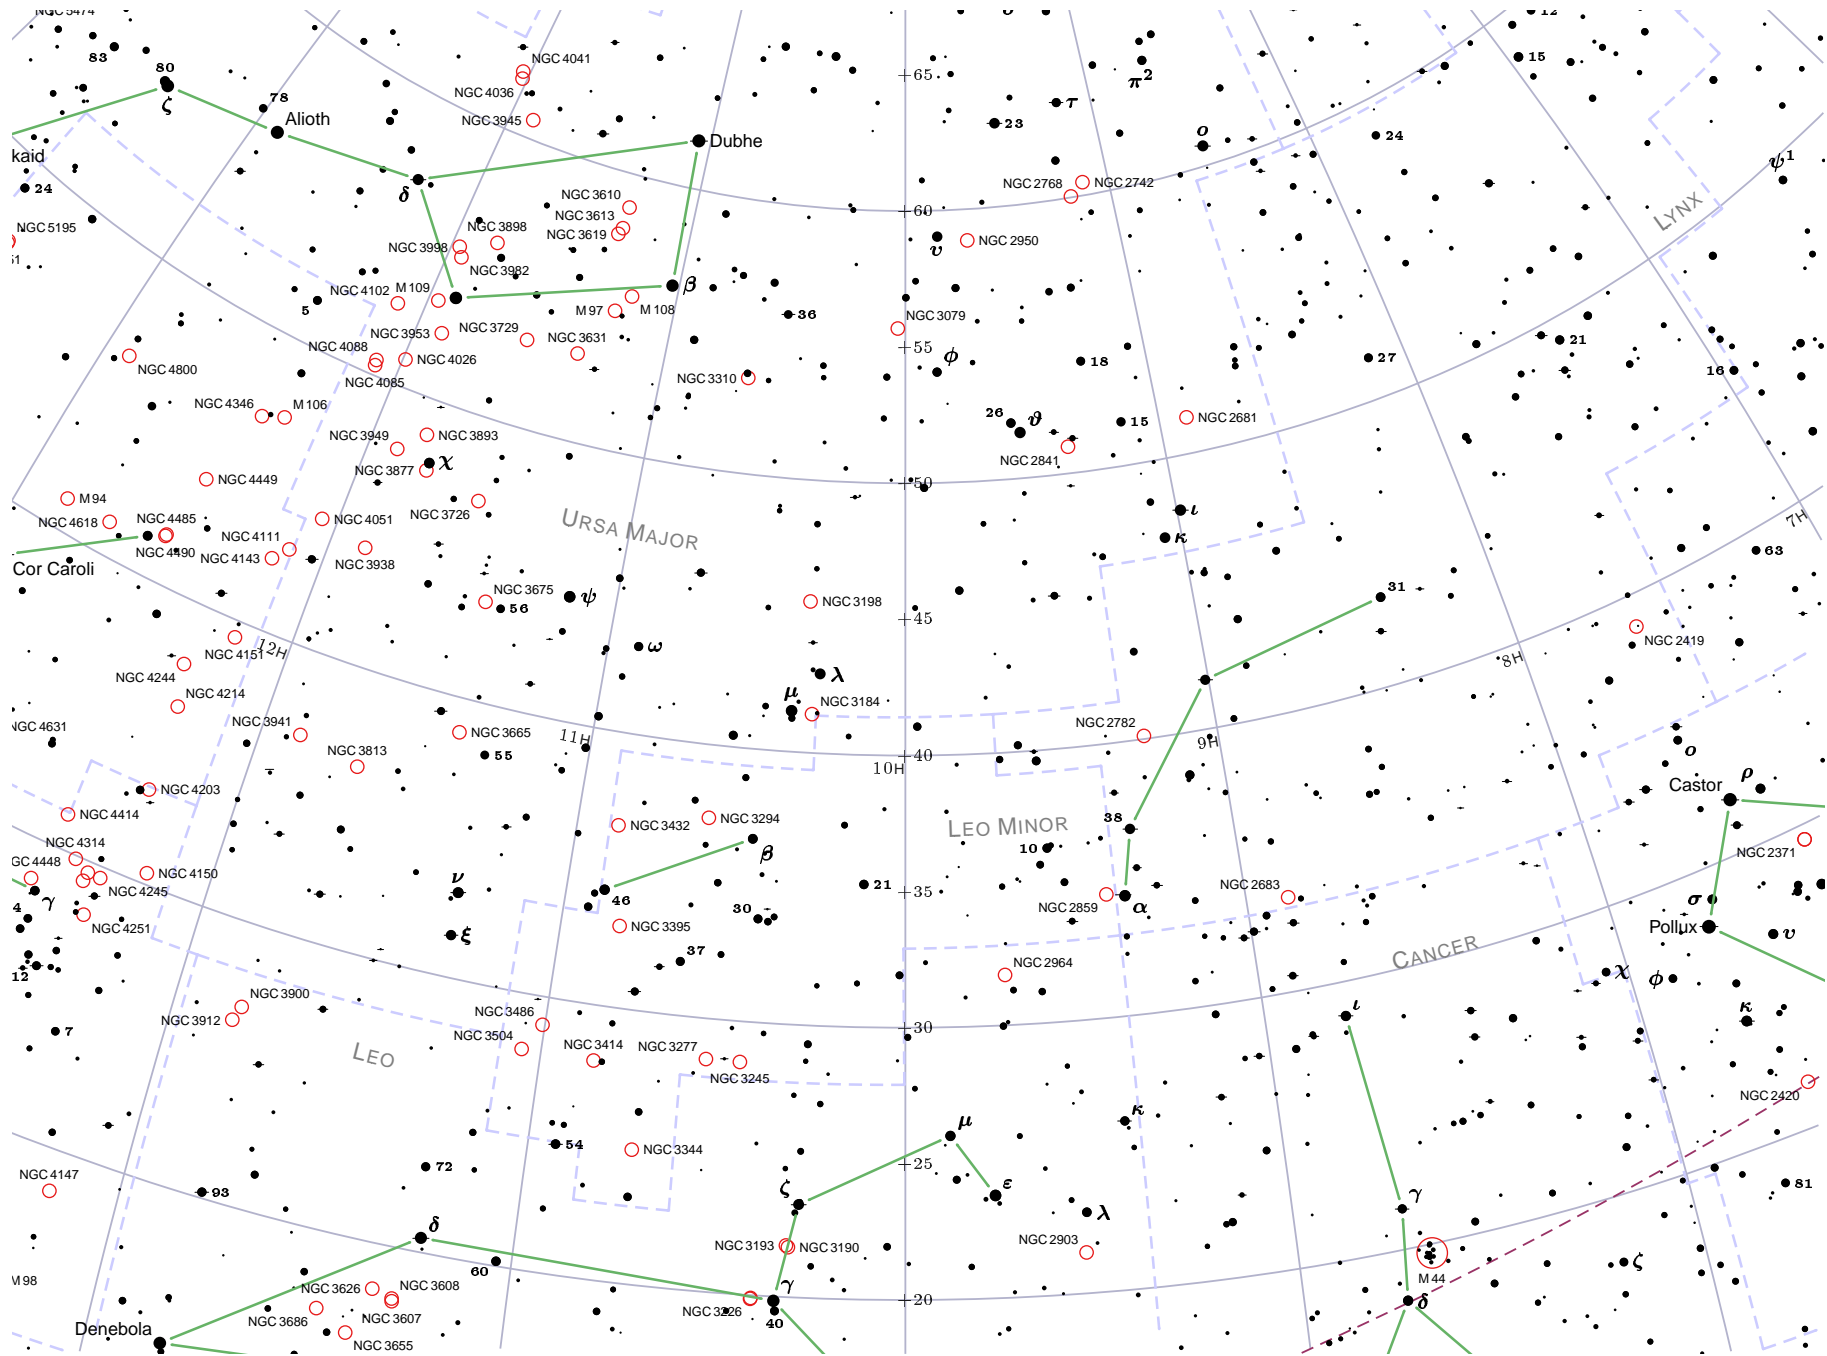 NGC 5474
83
80
ζ
78
Alioth
NGC 4041
NGC 4036
NGC 3945
65
π²
τ
23
ο
12
15
24
ψ¹
LYNX
kaid
24
NGC 5195
51
δ
Dubhe
NGC 3610
NGC 3613
NGC 3619
NGC 3898
NGC 3998
NGC 3982
NGC 2768
NGC 2742
60
υ
NGC 2950
NGC 4102
M 109
5
β
M 97
M 108
36
NGC 3079
NGC 3953
NGC 3729
NGC 3631
NGC 4088
NGC 4026
NGC 4085
NGC 4800
55
φ
18
27
21
16
NGC 3310
NGC 4346
M 106
NGC 3949
NGC 3893
NGC 3877
χ
26
ϑ
15
NGC 2681
NGC 2841
NGC 4449
M 94
NGC 4618
NGC 4485
NGC 4490
NGC 4111
NGC 4143
NGC 4051
NGC 3726
NGC 3938
URSA MAJOR
50
ι
κ
7H
63
Cor Caroli
NGC 3675
56
ψ
NGC 3198
31
45
12H
NGC 4151
NGC 4244
NGC 4214
ω
λ
μ
NGC 3184
8H
NGC 2419
NGC 4631
NGC 3941
NGC 3813
NGC 3665
55
11H
10H
40
NGC 2782
9H
ο
Castor
ρ
NGC 4203
NGC 4414
NGC 4314
NGC 3432
NGC 3294
β
LEO MINOR
10
38
NGC 2371
GC 4448
γ
NGC 4150
NGC 4245
4
NGC 4251
ν
46
30
21
35
NGC 2859
α
NGC 2683
σ
Pollux
υ
ξ
NGC 3395
37
CANCER
12
NGC 2964
χ
φ
κ
NGC 3900
NGC 3912
7
NGC 3486
NGC 3504
NGC 3414
NGC 3277
NGC 3245
30
ι
LEO
NGC 2420
μ
κ
54
NGC 3344
72
25
NGC 4147
93
ζ
ε
λ
γ
81
δ
NGC 3193
NGC 3190
NGC 2903
60
M 98
NGC 3626
NGC 3608
NGC 3607
NGC 3686
NGC 3655
NGC 3226
γ
40
20
M 44
δ
ζ
Denebola